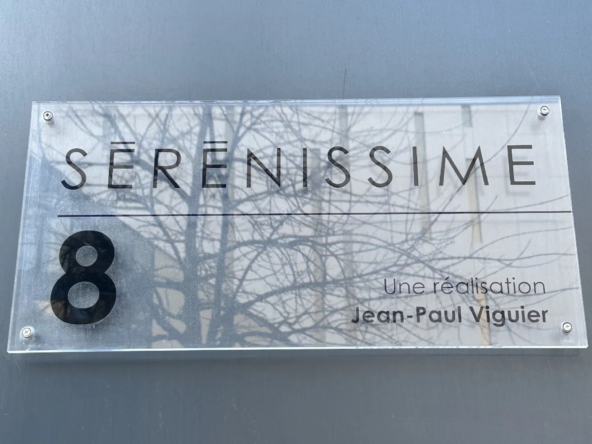 SĒRĒNISSIME
8
Une réalisation
Jean-Paul Viguier